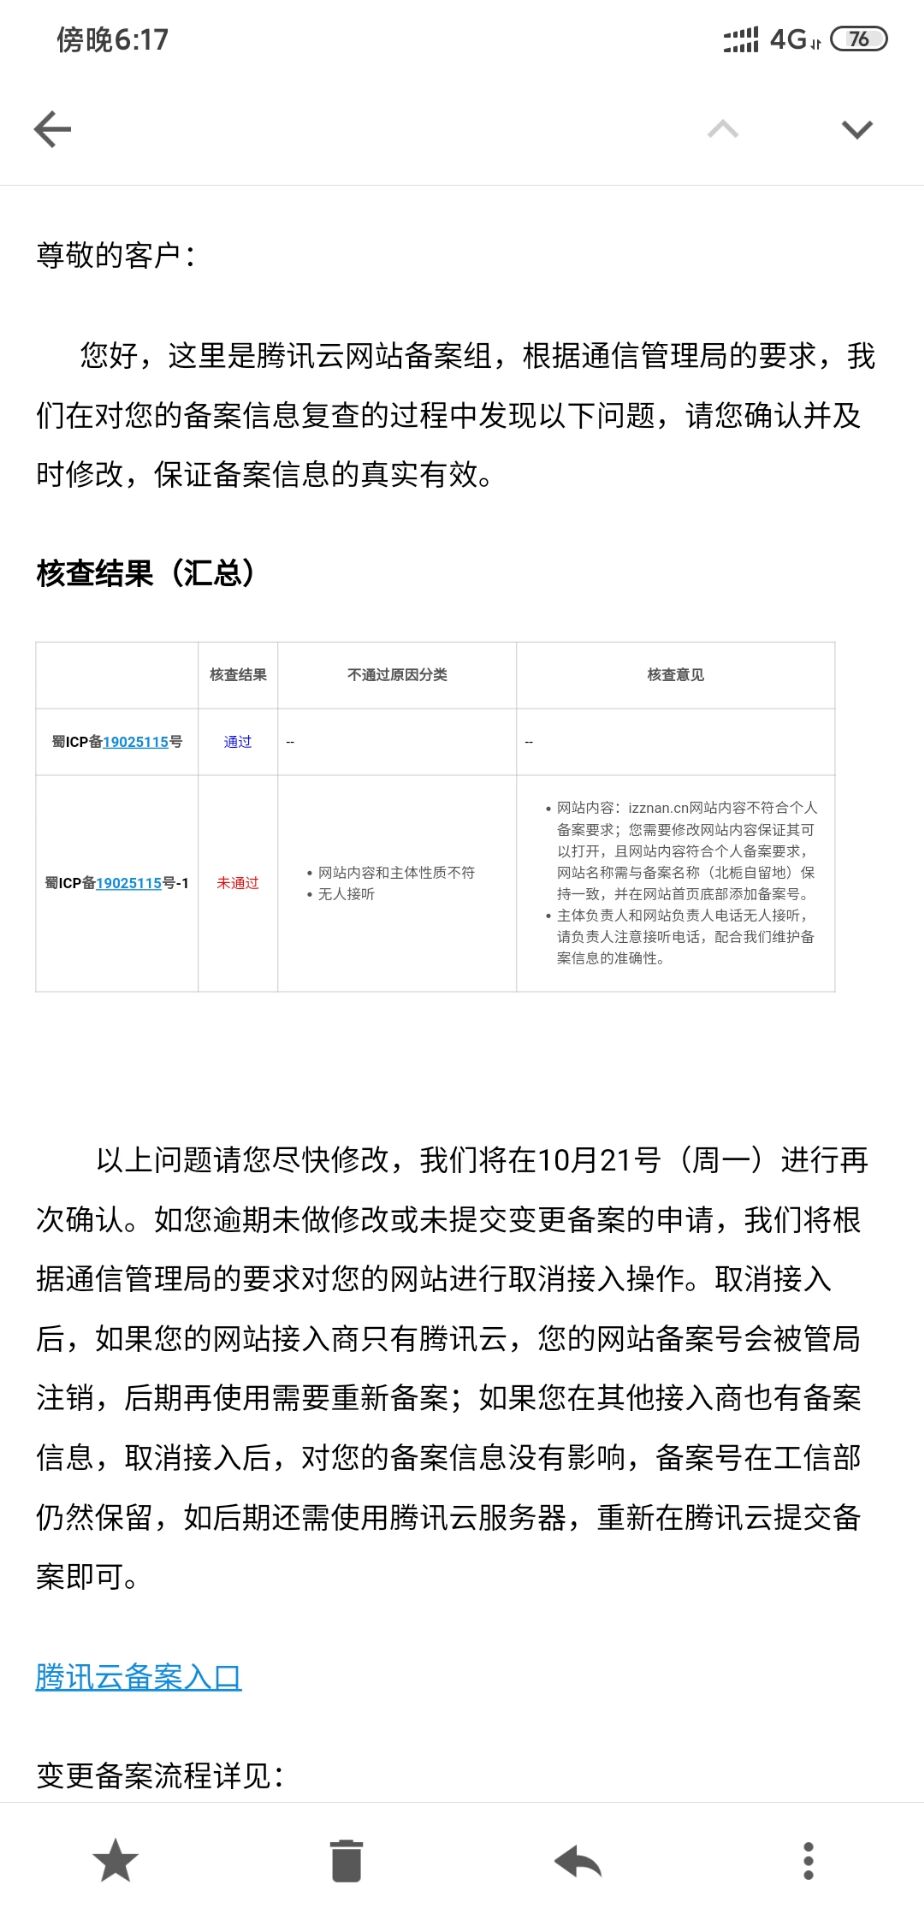 傍晚6:17
4G
76
尊敬的客户：
您好，这里是腾讯云网站备案组，根据通信管理局的要求，我
们在对您的备案信息复查的过程中发现以下问题，请您确认并及
时修改，保证备案信息的真实有效。
核查结果（汇总）
核查结果
不通过原因分类
核查意见
蜀ICP备19025115号
通过
--
--
蜀ICP备19025115号-1
未通过
• 网站内容和主体性质不符
• 无人接听
• 网站内容：izznan.cn网站内容不符合个人
备案要求；您需要修改网站内容保证其可
以打开，且网站内容符合个人备案要求，
网站名称需与备案名称（北栀自留地）保
持一致，并在网站首页底部添加备案号。
• 主体负责人和网站负责人电话无人接听，
请负责人注意接听电话，配合我们维护备
案信息的准确性。
以上问题请您尽快修改，我们将在10月21号（周一）进行再
次确认。如您逾期未做修改或未提交变更备案的申请，我们将根
据通信管理局的要求对您的网站进行取消接入操作。取消接入
后，如果您的网站接入商只有腾讯云，您的网站备案号会被管局
注销，后期再使用需要重新备案；如果您在其他接入商也有备案
信息，取消接入后，对您的备案信息没有影响，备案号在工信部
仍然保留，如后期还需使用腾讯云服务器，重新在腾讯云提交备
案即可。
腾讯云备案入口
变更备案流程详见：